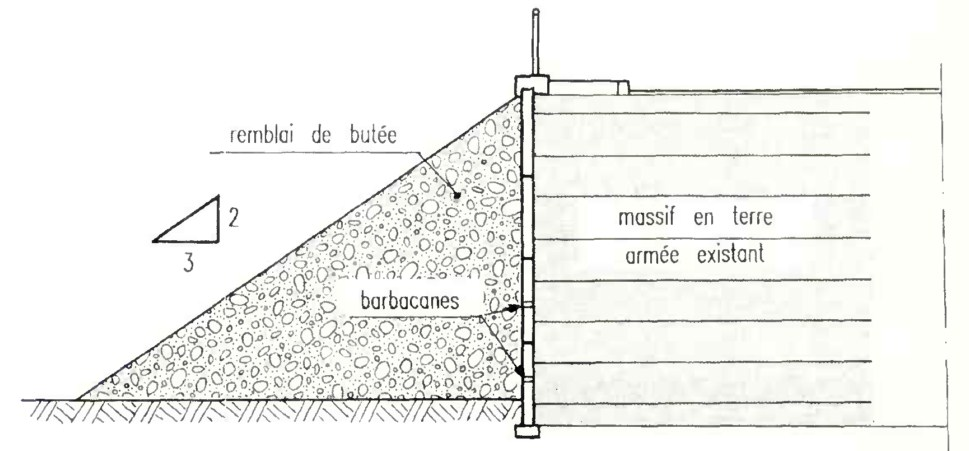 remblai de butée
2
3
massif en terre
armée existant
barbacanes